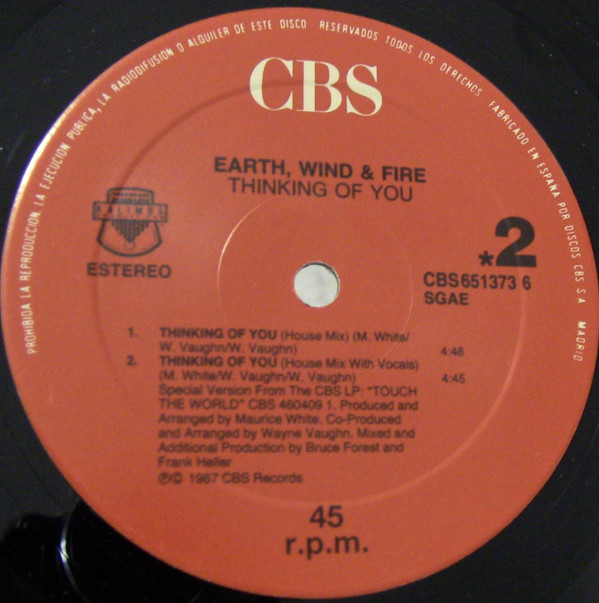 PROHIBIDA LA REPRODUCCION, LA EJECUCION PUBLICA, LA RADIODIFUSION O ALQUILER DE ESTE DISCO - RESERVADOS TODOS LOS DERECHOS - FABRICADO EN ESPAÑA POR DISCOS CBS S.A. MADRID
CBS
EARTH, WIND & FIRE
THINKING OF YOU
KALIMBA
ESTEREO
*2
CBS651373 6
SGAE
1. THINKING OF YOU (House Mix) (M. White/
W. Vaughn/W. Vaughn) 4:46
2. THINKING OF YOU (House Mix With Vocals)
(M. White/W. Vaughn/W. Vaughn) 4:45
Special Version From The CBS LP: "TOUCH
THE WORLD" CBS 460409 1. Produced and
Arranged by Maurice White. Co-Produced
and Arranged by Wayne Vaughn. Mixed and
Additional Production by Bruce Forest and
Frank Heller
℗© 1987 CBS Records
45
r.p.m.